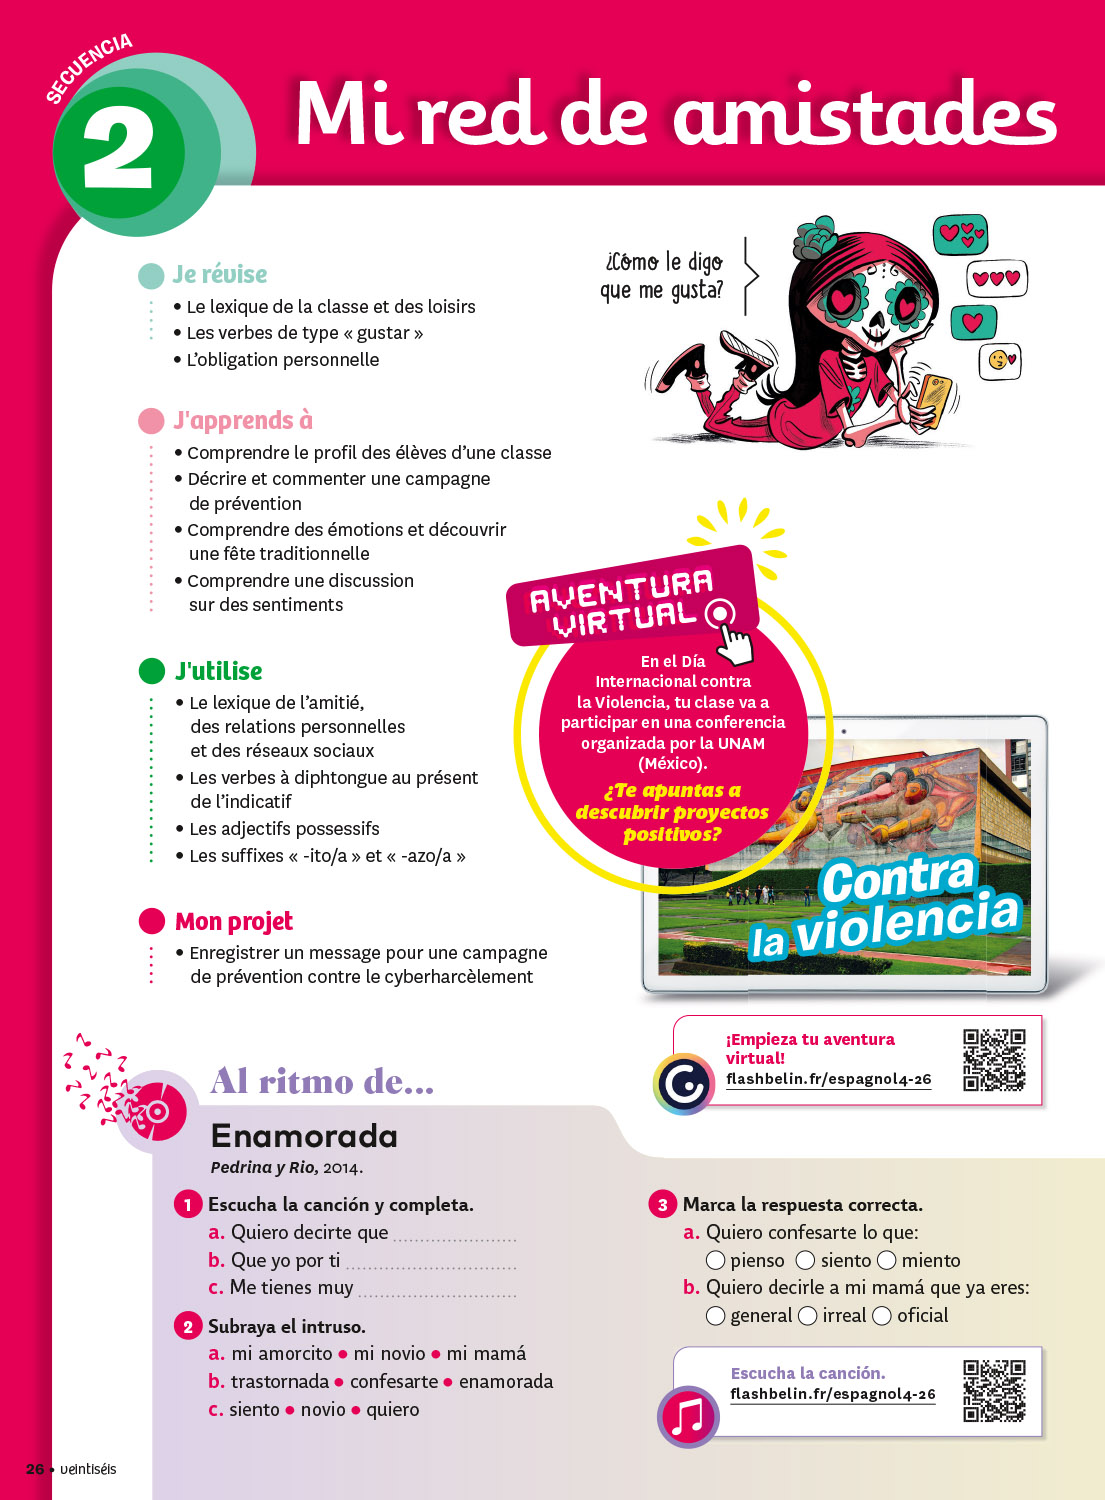 SECUENCIA
2
Mi red de amistades
¿Cómo le digo
que me gusta?
Je révise
• Le lexique de la classe et des loisirs
• Les verbes de type « gustar »
• L'obligation personnelle
J'apprends à
• Comprendre le profil des élèves d'une classe
• Décrire et commenter une campagne
de prévention
• Comprendre des émotions et découvrir
une fête traditionnelle
• Comprendre une discussion
sur des sentiments
J'utilise
• Le lexique de l'amitié,
des relations personnelles
et des réseaux sociaux
• Les verbes à diphtongue au présent
de l'indicatif
• Les adjectifs possessifs
• Les suffixes « -ito/a » et « -azo/a »
Mon projet
• Enregistrer un message pour une campagne
de prévention contre le cyberharcèlement
AVENTURA
VIRTUAL
En el Día
Internacional contra
la Violencia, tu clase va a
participar en una conferencia
organizada por la UNAM
(México).
¿Te apuntas a
descubrir proyectos
positivos?
Contra
la violencia
¡Empieza tu aventura
virtual!
flashbelin.fr/espagnol4-26
Al ritmo de...
Enamorada
Pedrina y Rio, 2014.
1 Escucha la canción y completa.
a. Quiero decirte que
b. Que yo por ti
c. Me tienes muy
2 Subraya el intruso.
a. mi amorcito • mi novio • mi mamá
b. trastornada • confesarte • enamorada
c. siento • novio • quiero
3 Marca la respuesta correcta.
a. Quiero confesarte lo que:
pienso siento miento
b. Quiero decirle a mi mamá que ya eres:
general irreal oficial
Escucha la canción.
flashbelin.fr/espagnol4-26
26 • veintiséis